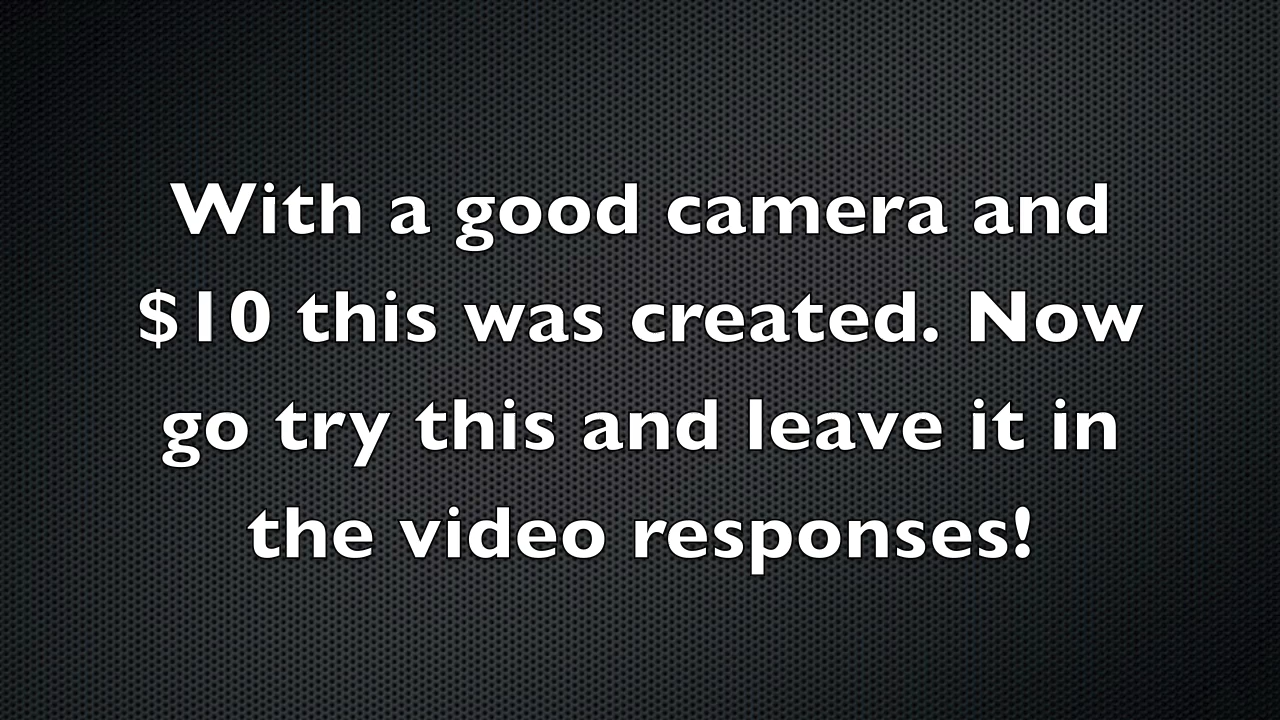 With a good camera and
$10 this was created. Now
go try this and leave it in
the video responses!